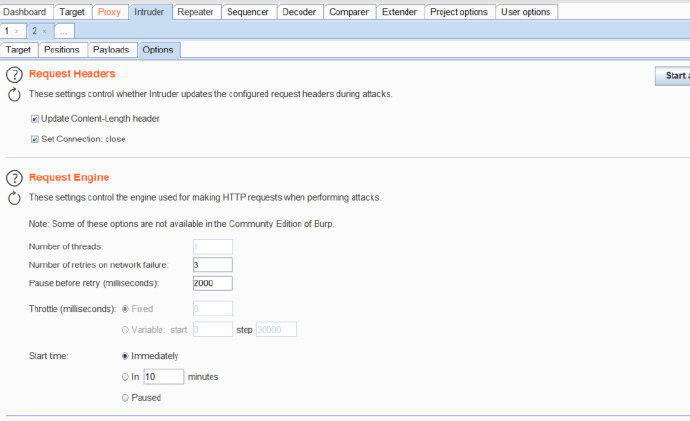 Dashboard Target Proxy Intruder Repeater Sequencer Decoder Comparer Extender Project options User options
1 × 2 × ...
Target Positions Payloads Options
? Request Headers
Start
These settings control whether Intruder updates the configured request headers during attacks.
Update Content-Length header
Set Connection: close
? Request Engine
These settings control the engine used for making HTTP requests when performing attacks.
Note: Some of these options are not available in the Community Edition of Burp.
Number of threads: 1
Number of retries on network failure: 3
Pause before retry (milliseconds): 2000
Throttle (milliseconds): Fixed 0
Variable: start 0 step 30000
Start time: Immediately
In 10 minutes
Paused